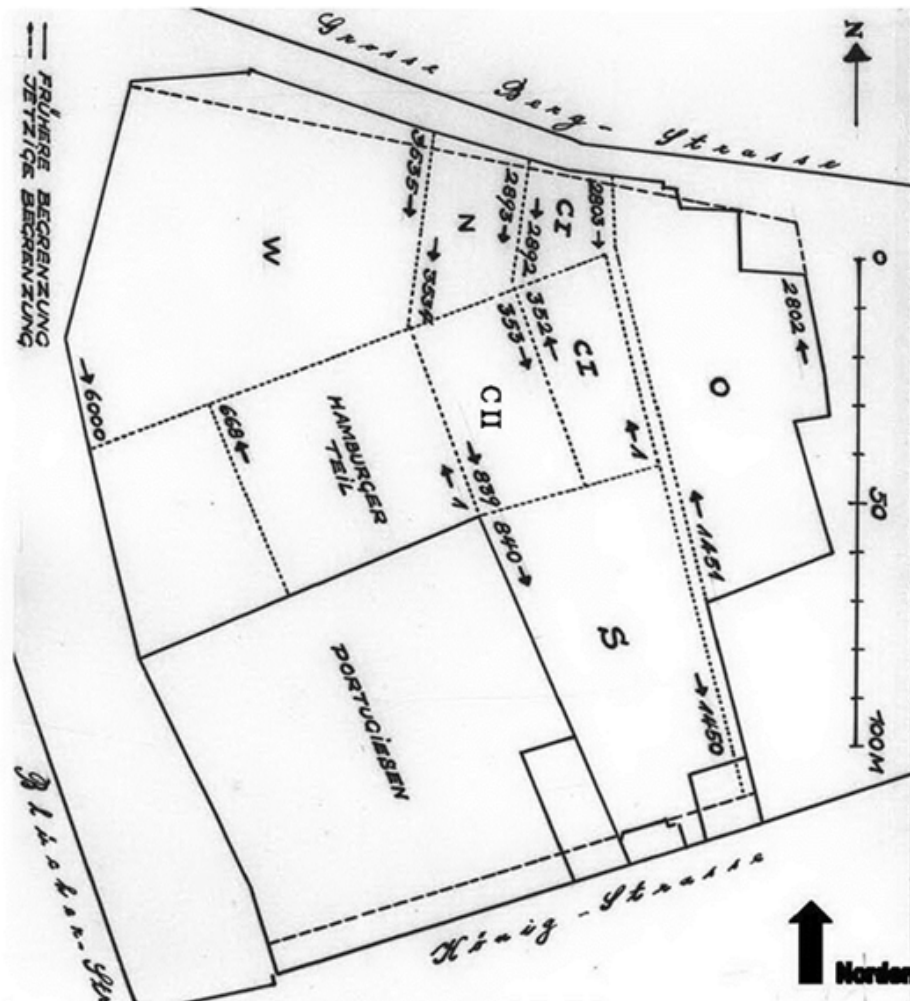 Grosse Berg-Strasse
N
FRÜHERE BEGRENZUNG
JETZIGE BEGRENZUNG
3635→
→3534
2893→
→2892
2803→
2802←
W
N
CI
O
352←
353→
CI
CII
←1
0
50
100M
→6000
668←
HAMBURGER
TEIL
→839
←1
840→
←1451
→1450
S
PORTUGIESEN
König-Strasse
Norden